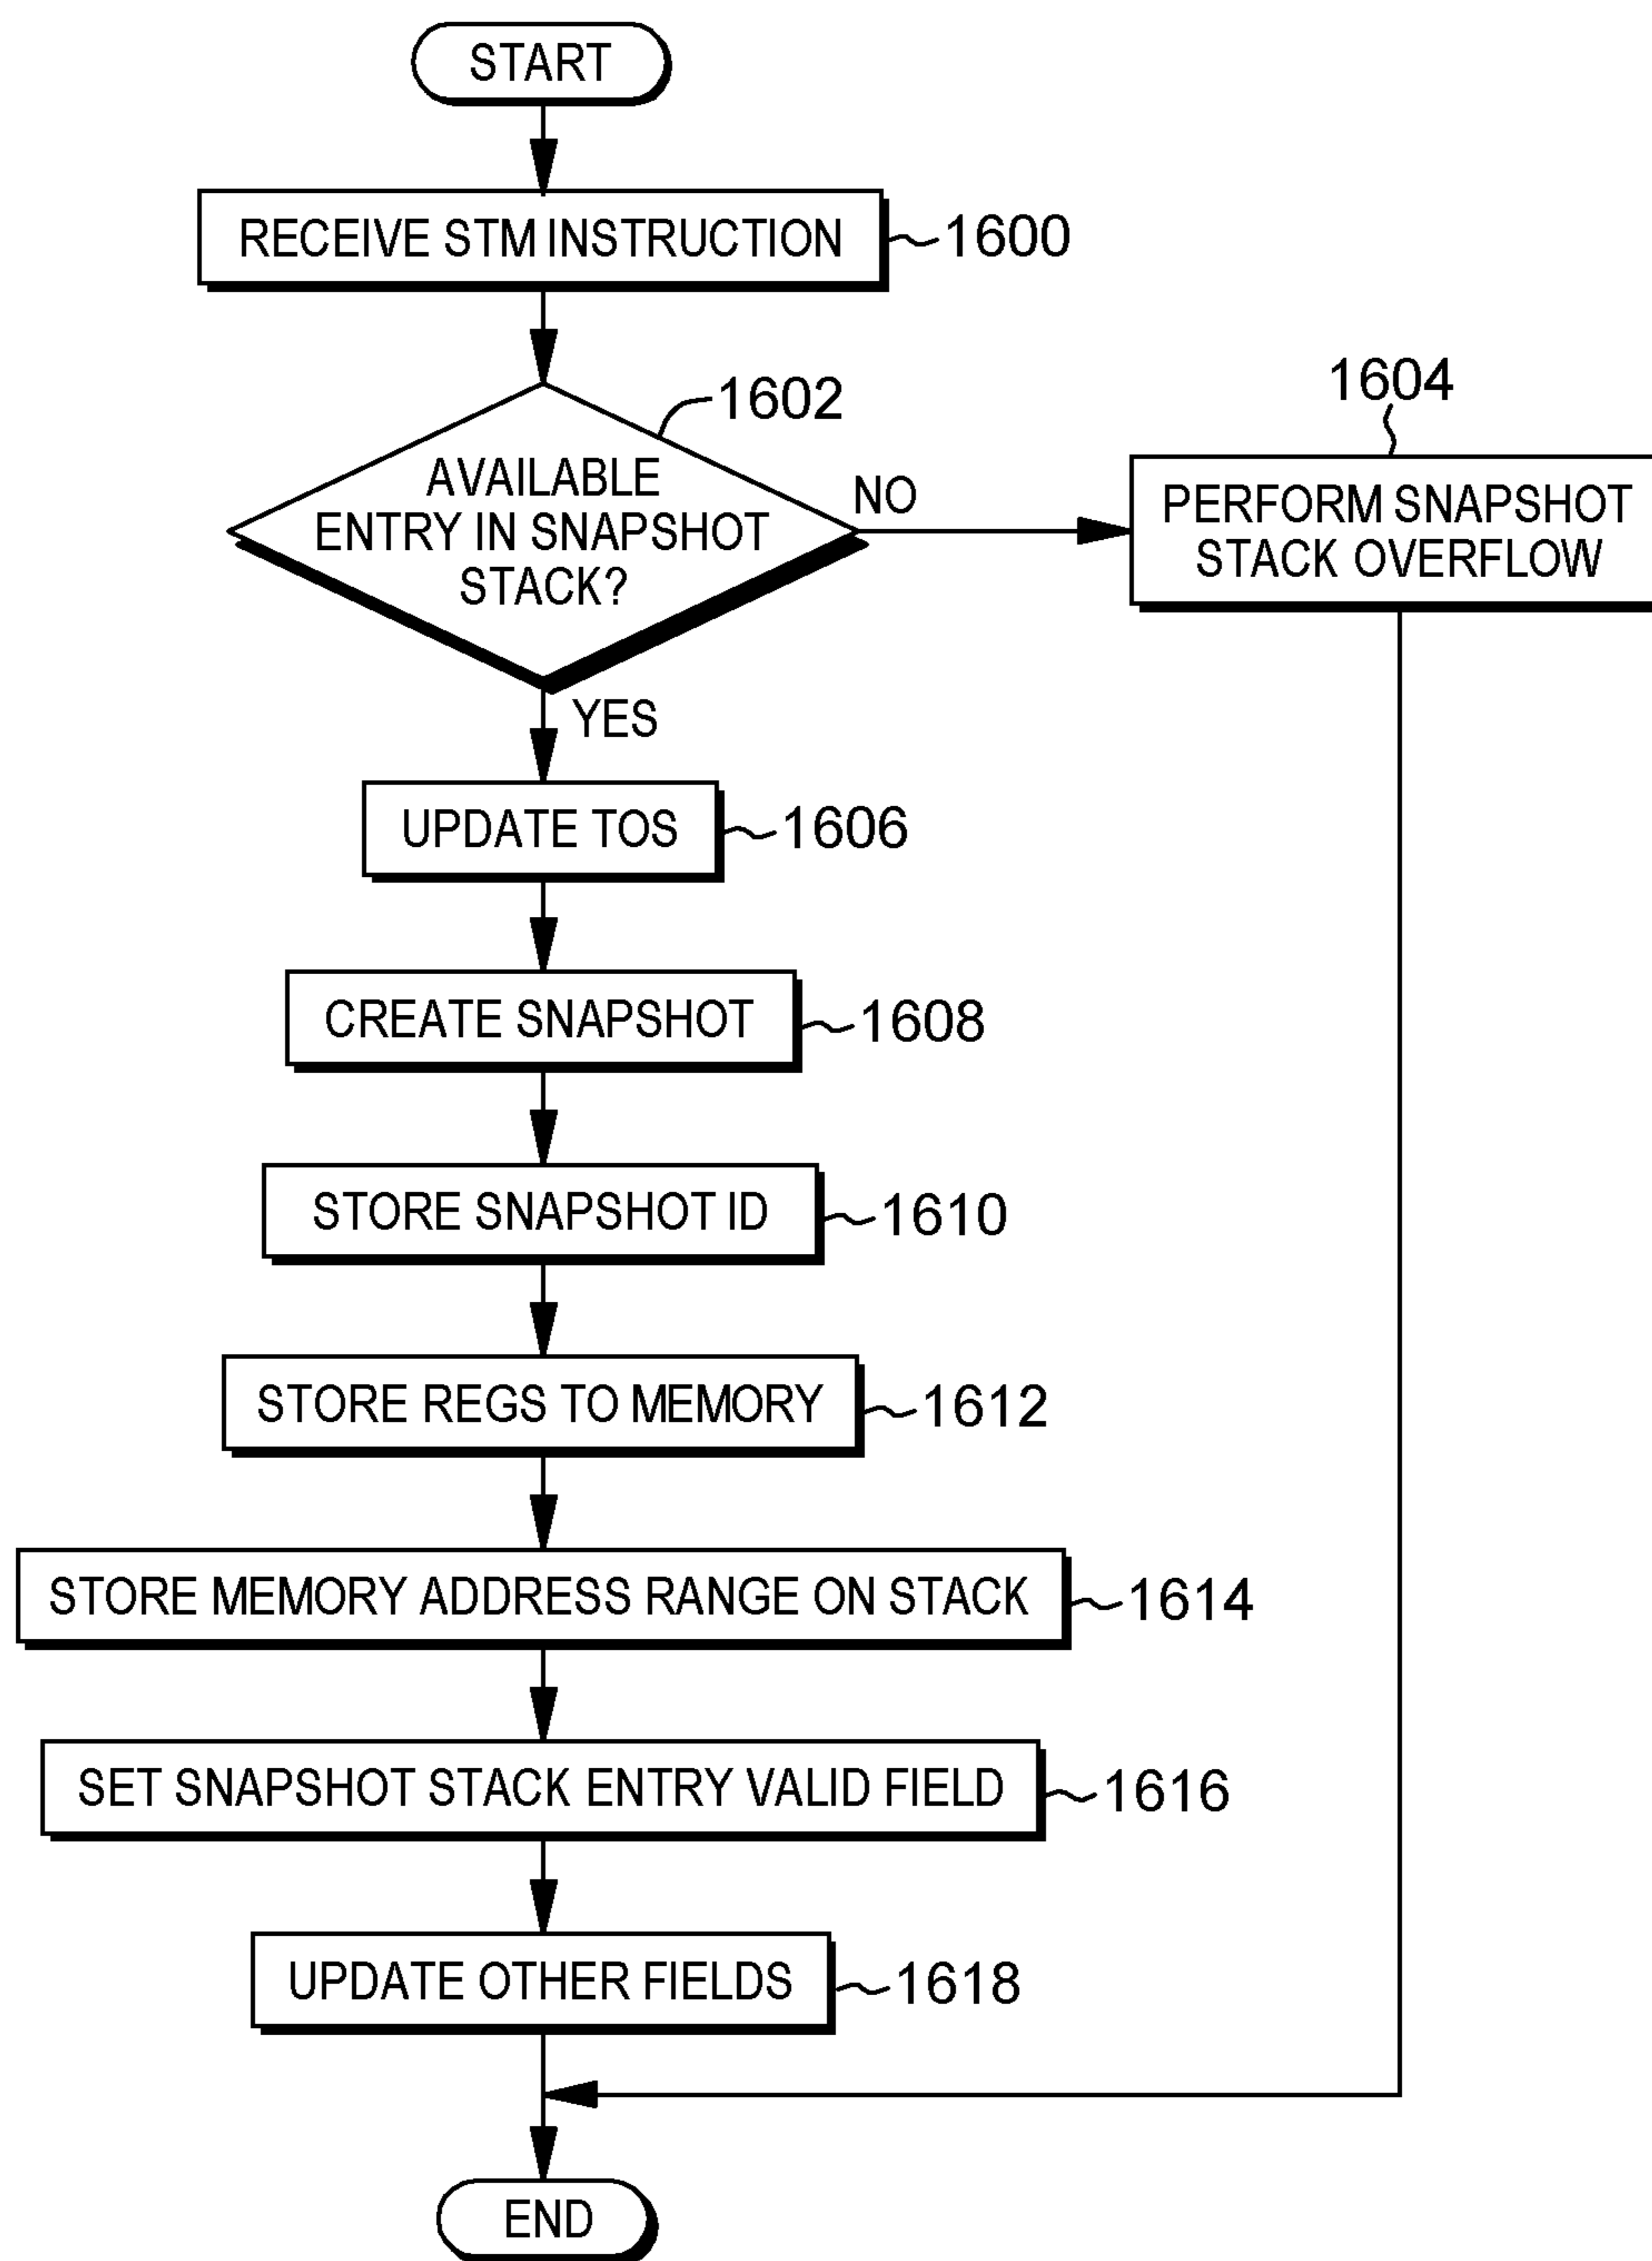 START
RECEIVE STM INSTRUCTION
1600
1602
AVAILABLE
ENTRY IN SNAPSHOT
STACK?
NO
1604
PERFORM SNAPSHOT
STACK OVERFLOW
YES
UPDATE TOS
1606
CREATE SNAPSHOT
1608
STORE SNAPSHOT ID
1610
STORE REGS TO MEMORY
1612
STORE MEMORY ADDRESS RANGE ON STACK
1614
SET SNAPSHOT STACK ENTRY VALID FIELD
1616
UPDATE OTHER FIELDS
1618
END